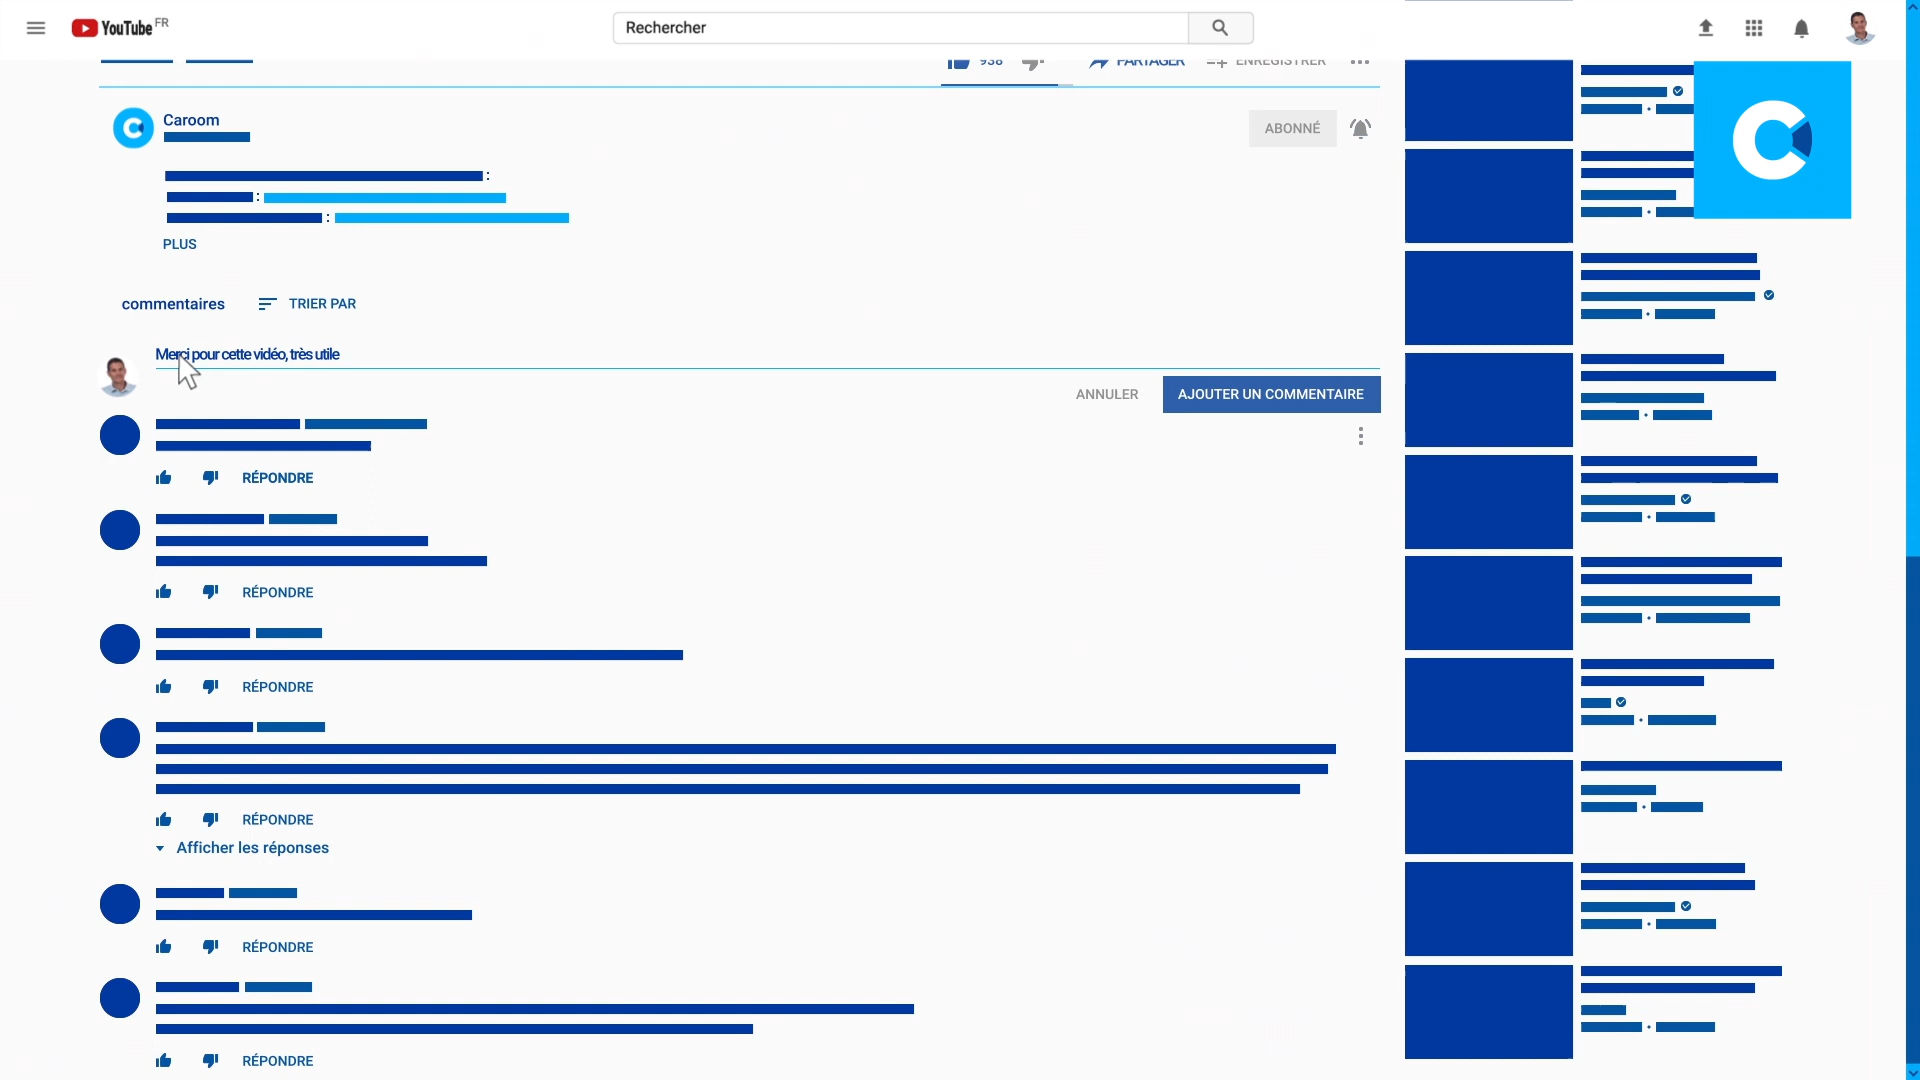 YouTube FR
Rechercher
938
PARTAGER
ENREGISTRER
Caroom
ABONNÉ
:
:
:
PLUS
commentaires
TRIER PAR
Merci pour cette vidéo, très utile
ANNULER
AJOUTER UN COMMENTAIRE
RÉPONDRE
RÉPONDRE
RÉPONDRE
RÉPONDRE
Afficher les réponses
RÉPONDRE
RÉPONDRE